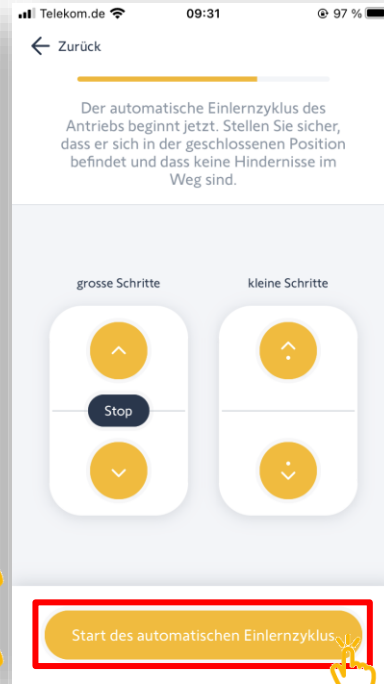 Telekom.de 09:31 97 %
Zurück
Der automatische Einlernzyklus des
Antriebs beginnt jetzt. Stellen Sie sicher,
dass er sich in der geschlossenen Position
befindet und dass keine Hindernisse im
Weg sind.
grosse Schritte kleine Schritte
Stop
Start des automatischen Einlernzyklus